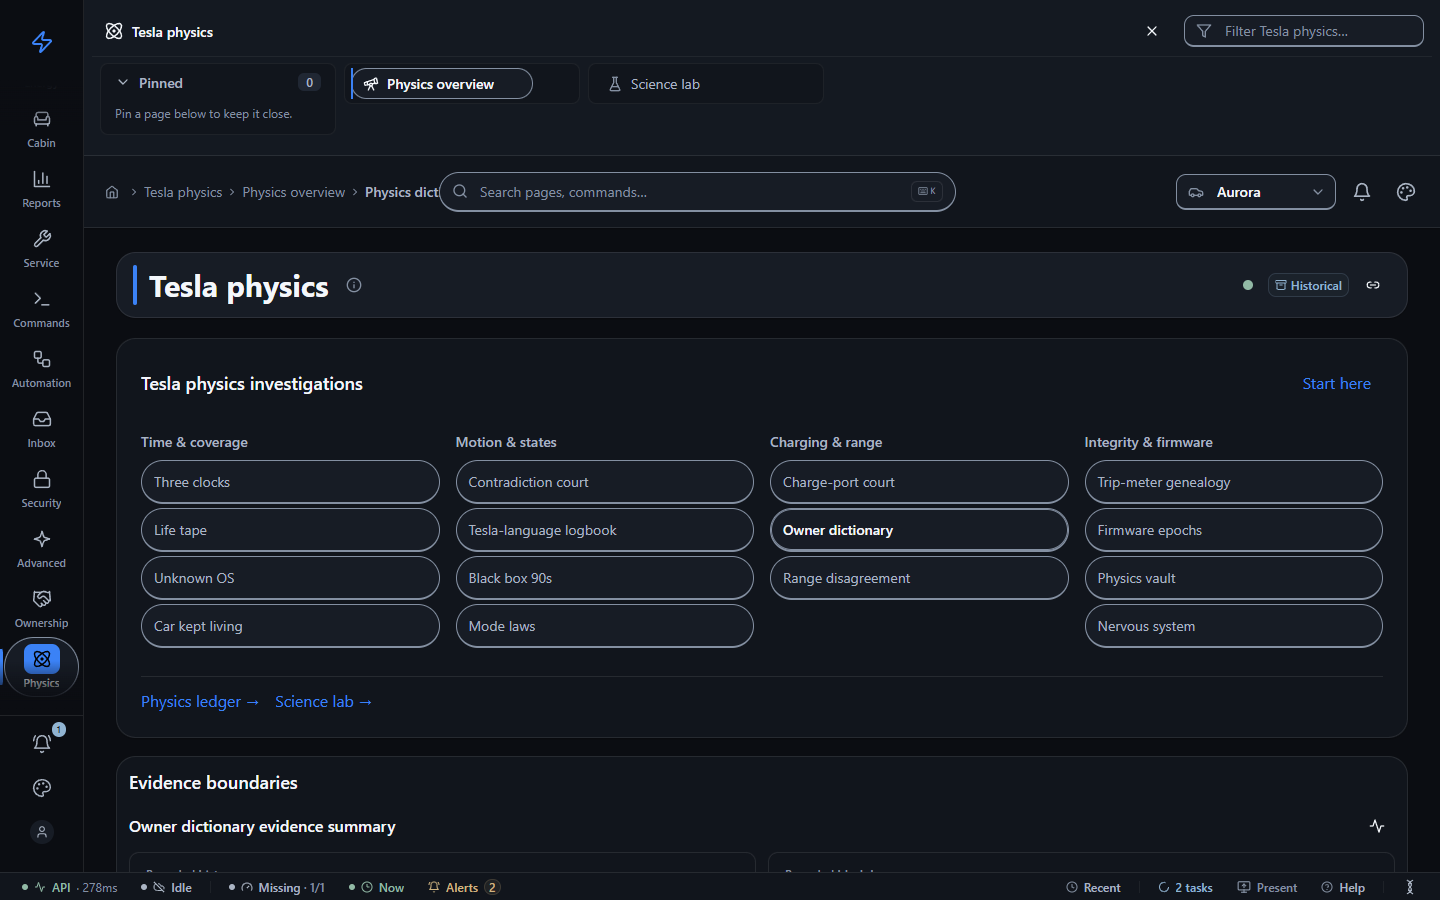 Tesla physics
Filter Tesla physics...
Pinned
0
Pin a page below to keep it close.
Physics overview
Science lab
Cabin
Reports
Service
Commands
Automation
Inbox
Security
Advanced
Ownership
Physics
1
Tesla physics
Physics overview
Physics dict
Search pages, commands...
K
Aurora
Tesla physics
Historical
Tesla physics investigations
Start here
Time & coverage
Three clocks
Life tape
Unknown OS
Car kept living
Motion & states
Contradiction court
Tesla-language logbook
Black box 90s
Mode laws
Charging & range
Charge-port court
Owner dictionary
Range disagreement
Integrity & firmware
Trip-meter genealogy
Firmware epochs
Physics vault
Nervous system
Physics ledger →
Science lab →
Evidence boundaries
Owner dictionary evidence summary
API · 278ms
Idle
Missing · 1/1
Now
Alerts 2
Recent
2 tasks
Present
Help